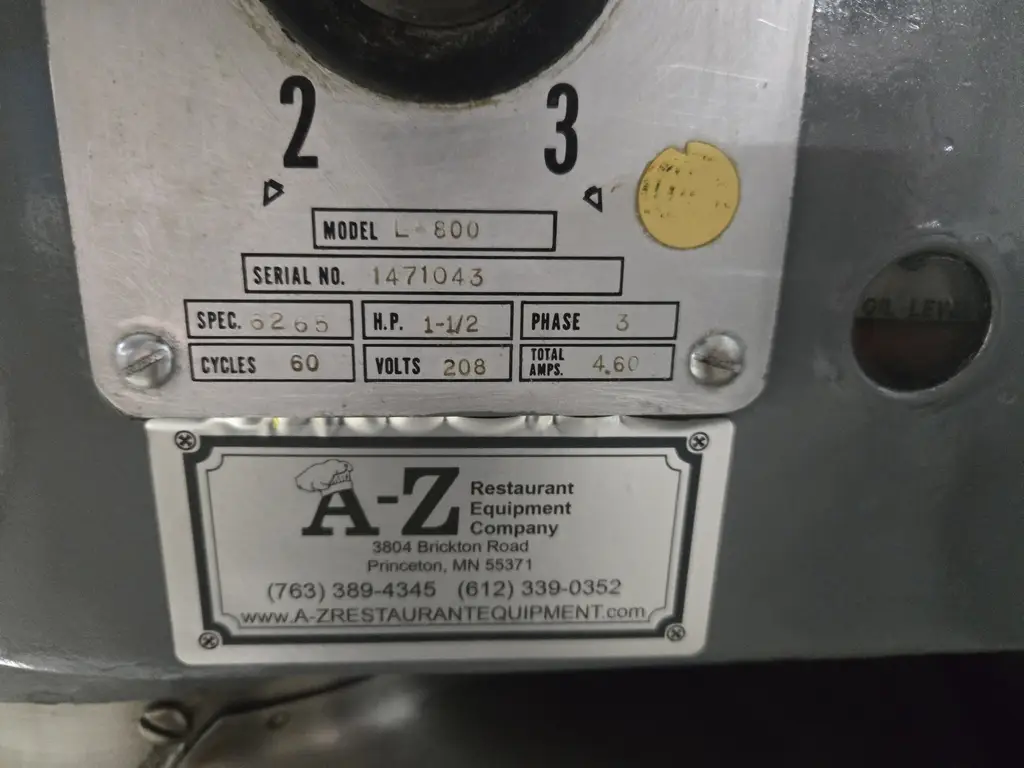 2 3
MODEL L-800
SERIAL NO. 1471043
SPEC. 6265 H.P. 1-1/2 PHASE 3
CYCLES 60 VOLTS 208 TOTAL AMPS. 4.60
OIL LEVEL
A-Z Restaurant
Equipment
Company
3804 Brickton Road
Princeton, MN 55371
(763) 389-4345 (612) 339-0352
www.A-ZRESTAURANTEQUIPMENT.com